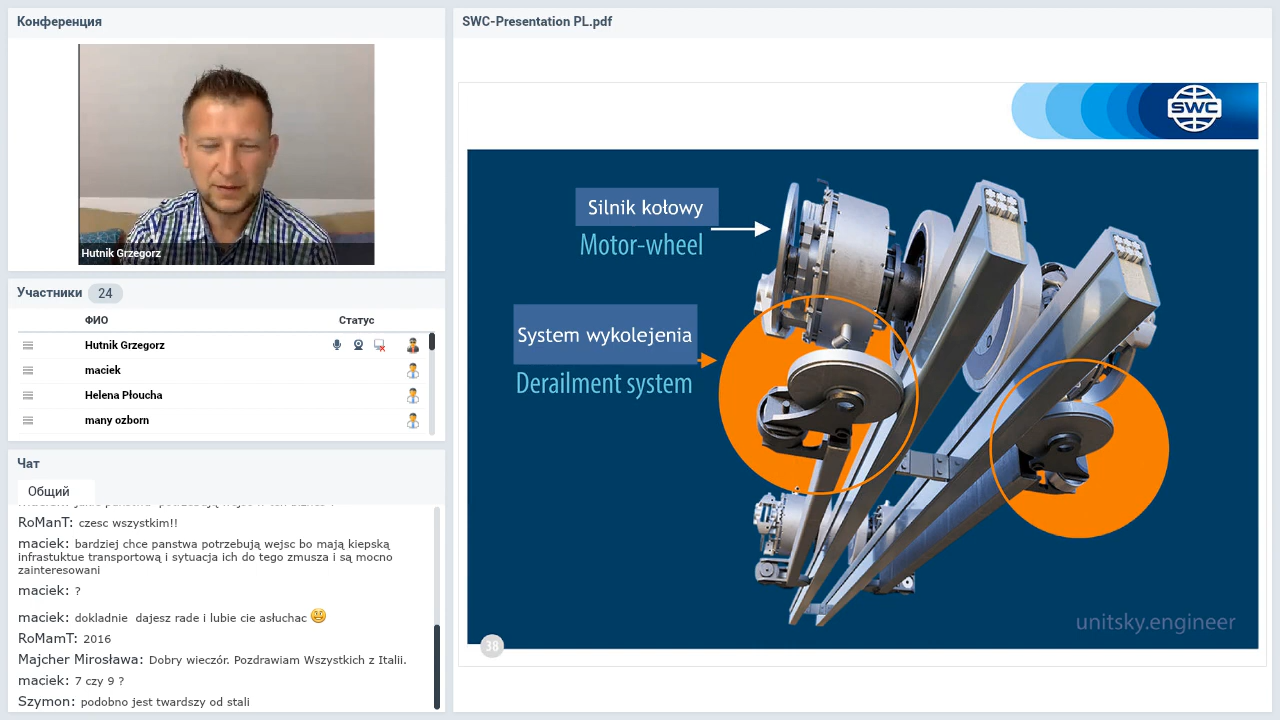 Конференция
Hutnik Grzegorz
Участники 24
ФИО Статус
Hutnik Grzegorz
maciek
Helena Płoucha
many ozborn
Чат
Общий
RoManT: czesc wszystkim!!
maciek: bardziej chce panstwa potrzebują wejsc bo mają kiepską
infrastuktue transportową i sytuacja ich do tego zmusza i są mocno
zainteresowani
maciek: ?
maciek: dokladnie dajesz rade i lubie cie asłuchac
RoMamT: 2016
Majcher Mirosława: Dobry wieczór. Pozdrawiam Wszystkich z Italii.
maciek: 7 czy 9 ?
Szymon: podobno jest twardszy od stali
SWC-Presentation PL.pdf
SWC
Silnik kołowy
Motor-wheel
System wykolejenia
Derailment system
unitsky.engineer
38